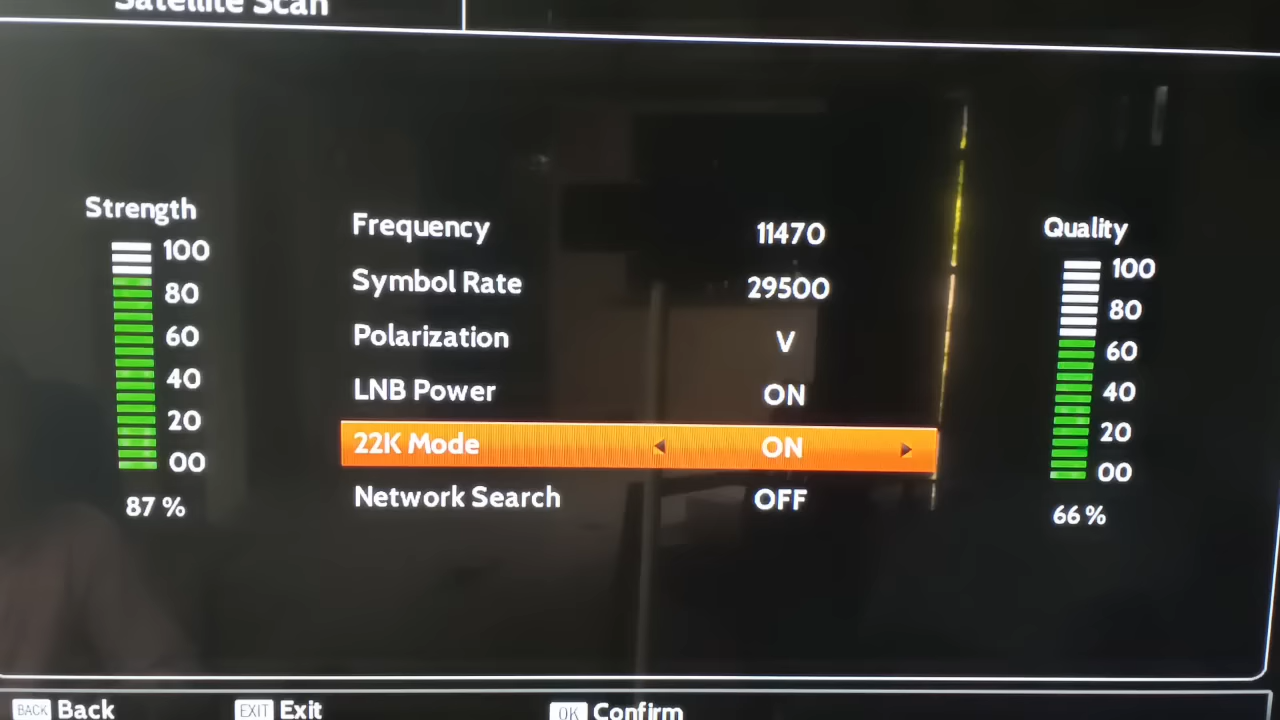 Satellite Scan
Strength
100
80
60
40
20
00
87 %
Frequency 11470
Symbol Rate 29500
Polarization V
LNB Power ON
22K Mode ON
Network Search OFF
Quality
100
80
60
40
20
00
66 %
BACK Back EXIT Exit OK Confirm